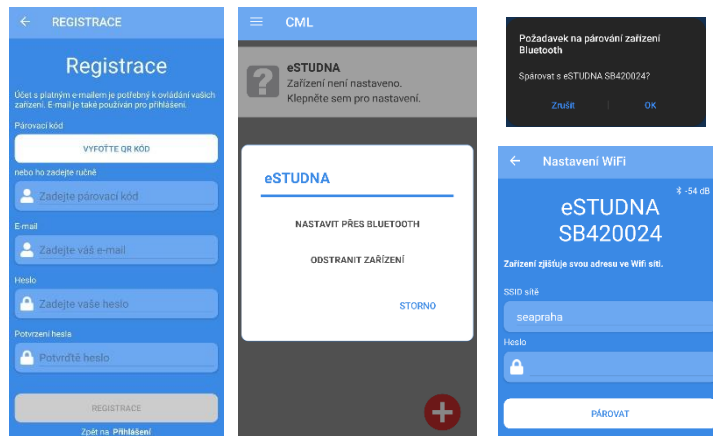 REGISTRACE
Registrace
Účet s platným e-mailem je potřebný k ovládání vašich
zařízení. E-mail je také používán pro přihlášení.
Párovací kód
VYFOŤTE QR KÓD
nebo ho zadejte ručně
Zadejte párovací kód
E-mail
Zadejte váš e-mail
Heslo
Zadejte vaše heslo
Potvrzení hesla
Potvrďtě heslo
REGISTRACE
Zpět na Přihlášení
CML
eSTUDNA
Zařízení není nastaveno.
Klepněte sem pro nastavení.
eSTUDNA
NASTAVIT PŘES BLUETOOTH
ODSTRANIT ZAŘÍZENÍ
STORNO
Požadavek na párování zařízení
Bluetooth
Spárovat s eSTUDNA SB420024?
Zrušit
OK
Nastavení WiFi
-54 dB
eSTUDNA
SB420024
Zařízení zjišťuje svou adresu ve Wifi síti.
SSID sítě
seapraha
Heslo
PÁROVAT